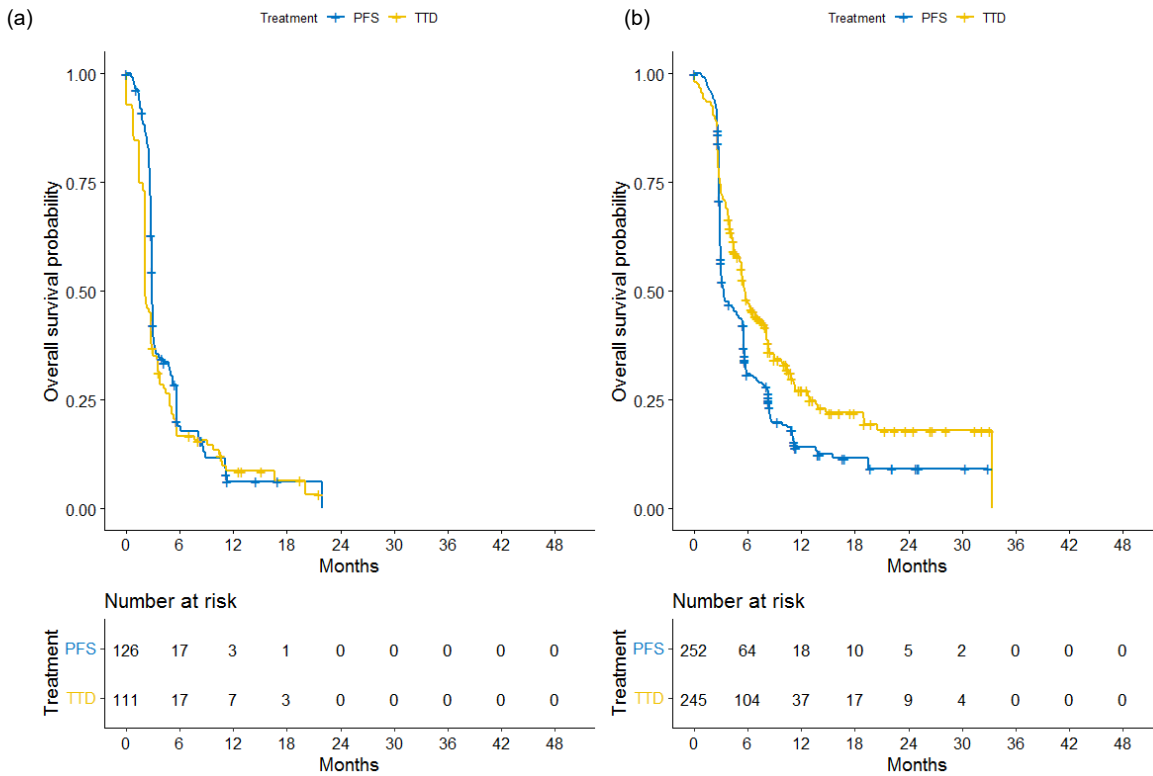 (a)
Treatment PFS TTD
1.00
0.75
0.50
0.25
0.00
Overall survival probability
0 6 12 18 24 30 36 42 48
Months
Number at risk
Treatment
PFS 126 17 3 1 0 0 0 0 0
TTD 111 17 7 3 0 0 0 0 0
0 6 12 18 24 30 36 42 48
Months
(b)
Treatment PFS TTD
1.00
0.75
0.50
0.25
0.00
Overall survival probability
0 6 12 18 24 30 36 42 48
Months
Number at risk
Treatment
PFS 252 64 18 10 5 2 0 0 0
TTD 245 104 37 17 9 4 0 0 0
0 6 12 18 24 30 36 42 48
Months